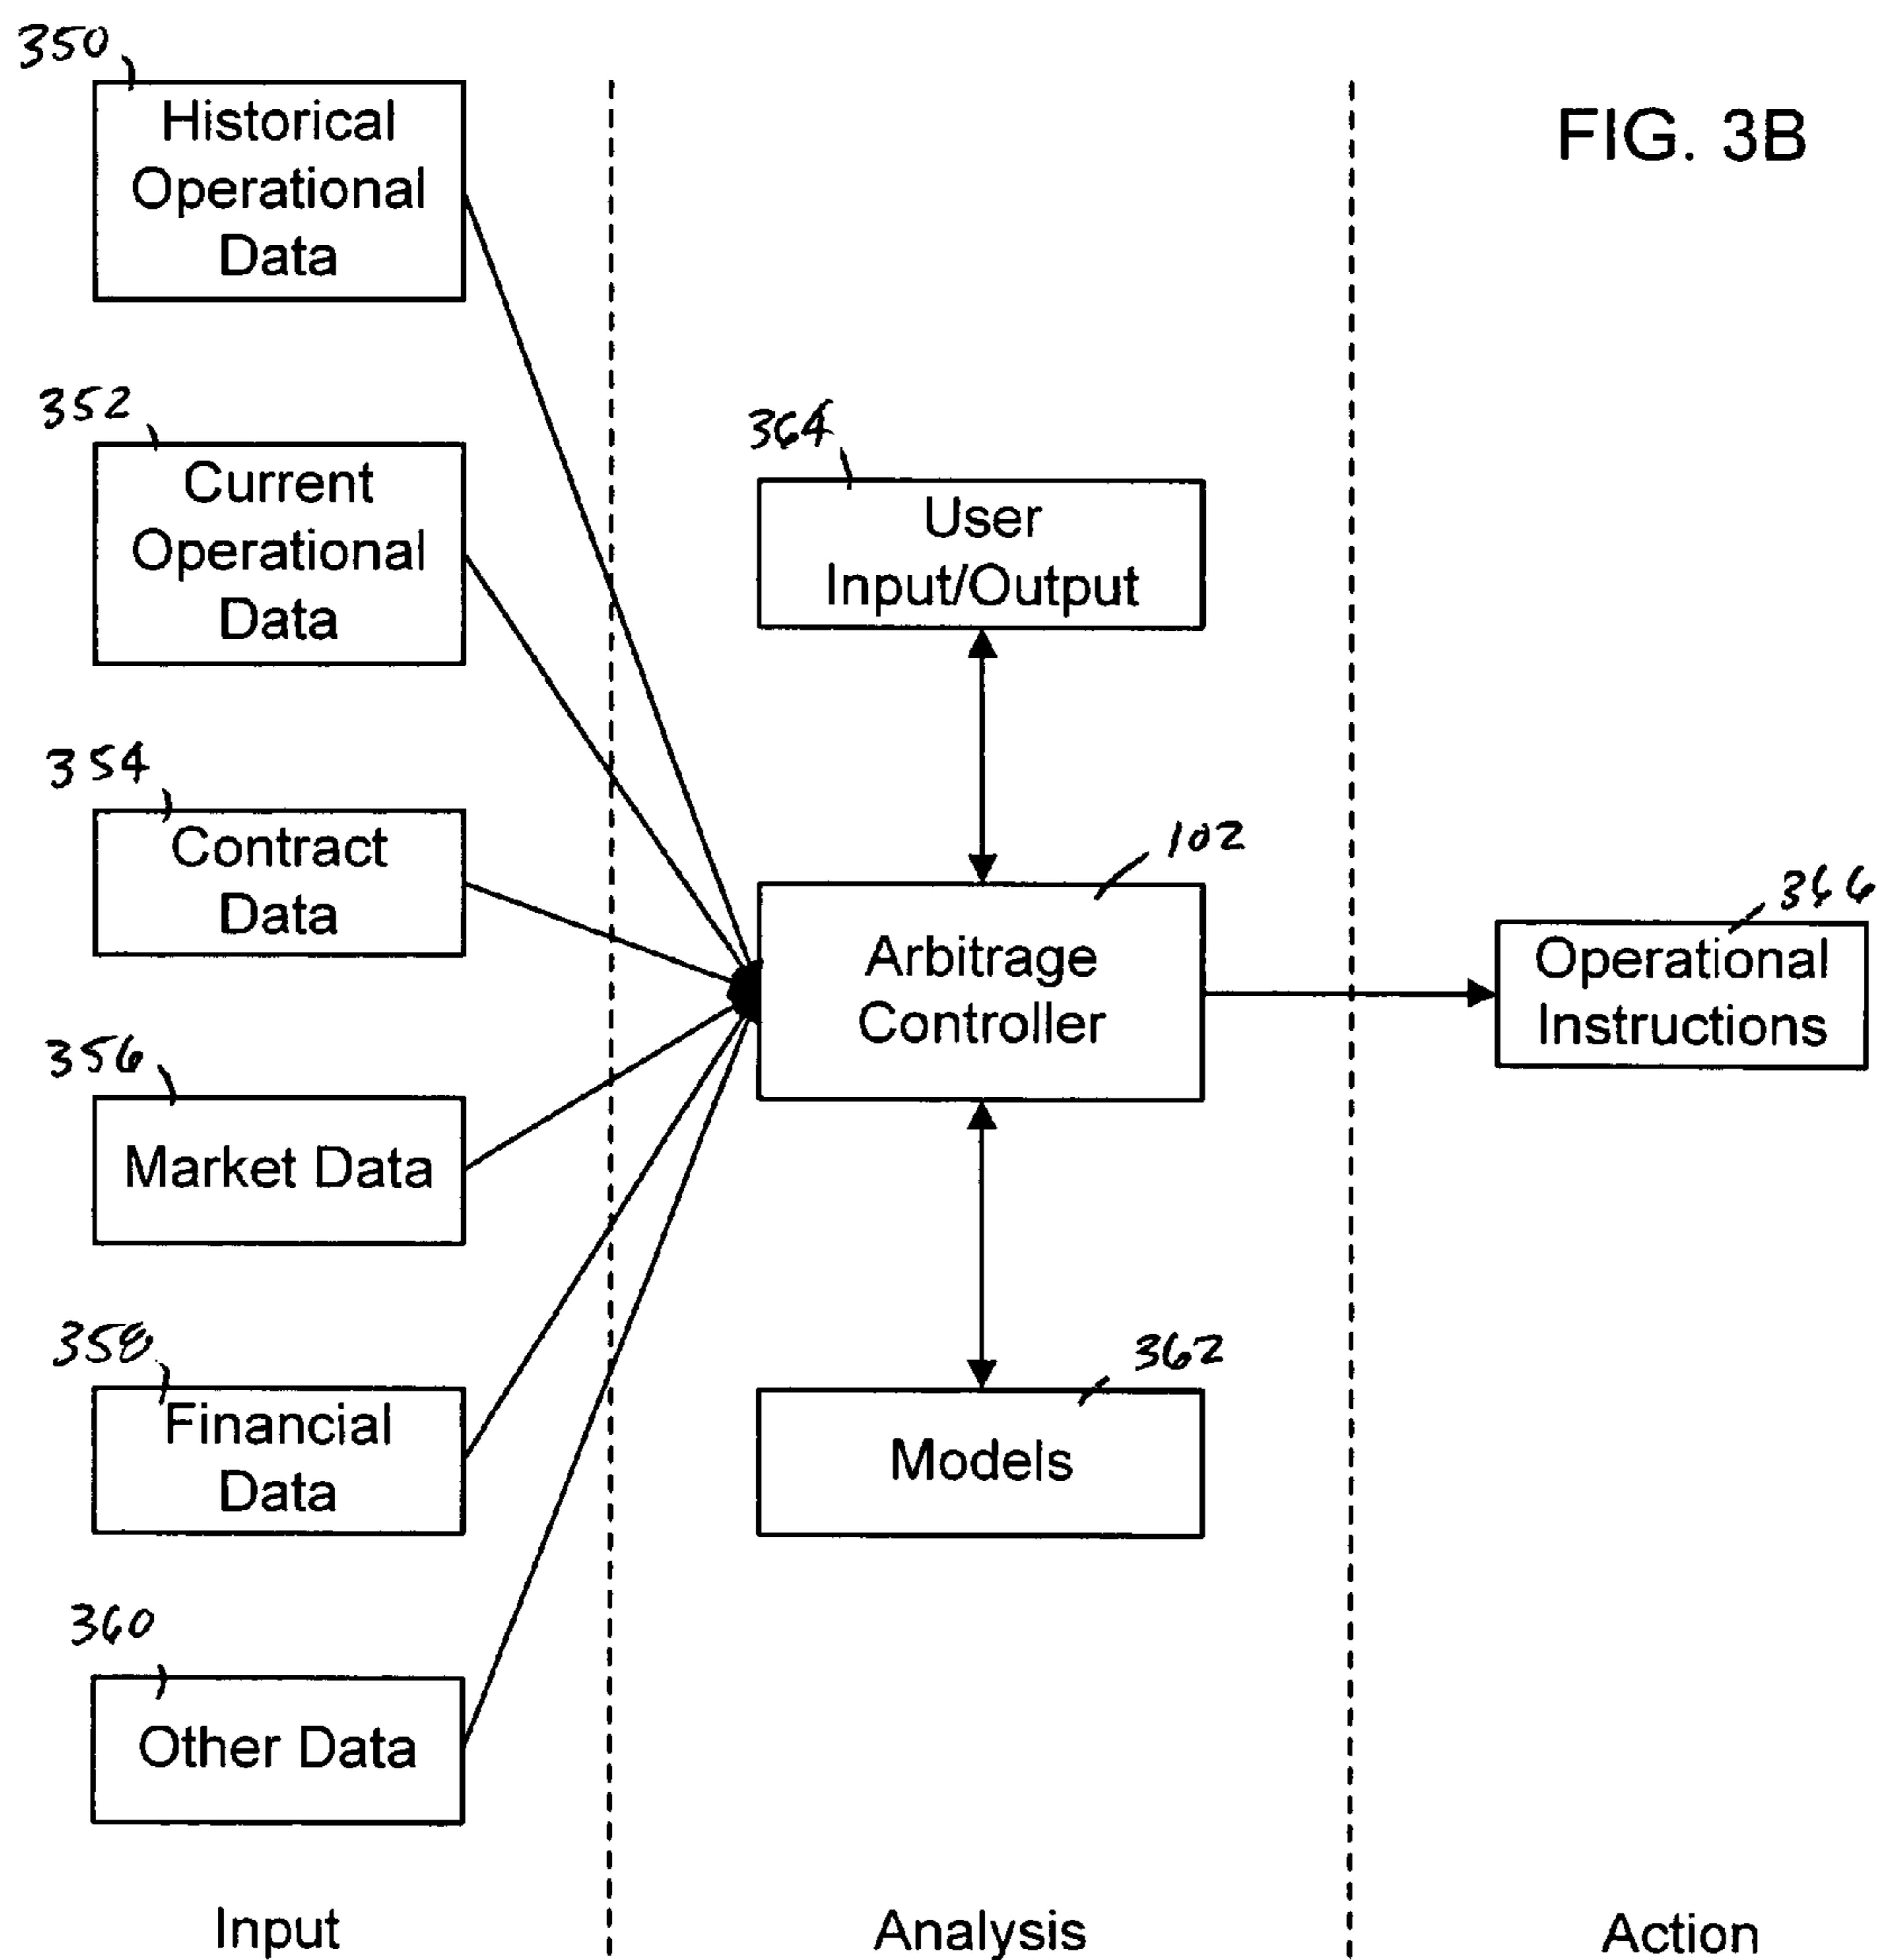 FIG. 3B
350
Historical
Operational
Data
352
Current
Operational
Data
354
Contract
Data
356
Market Data
358
Financial
Data
360
Other Data
Input
364
User
Input/Output
102
Arbitrage
Controller
362
Models
Analysis
366
Operational
Instructions
Action